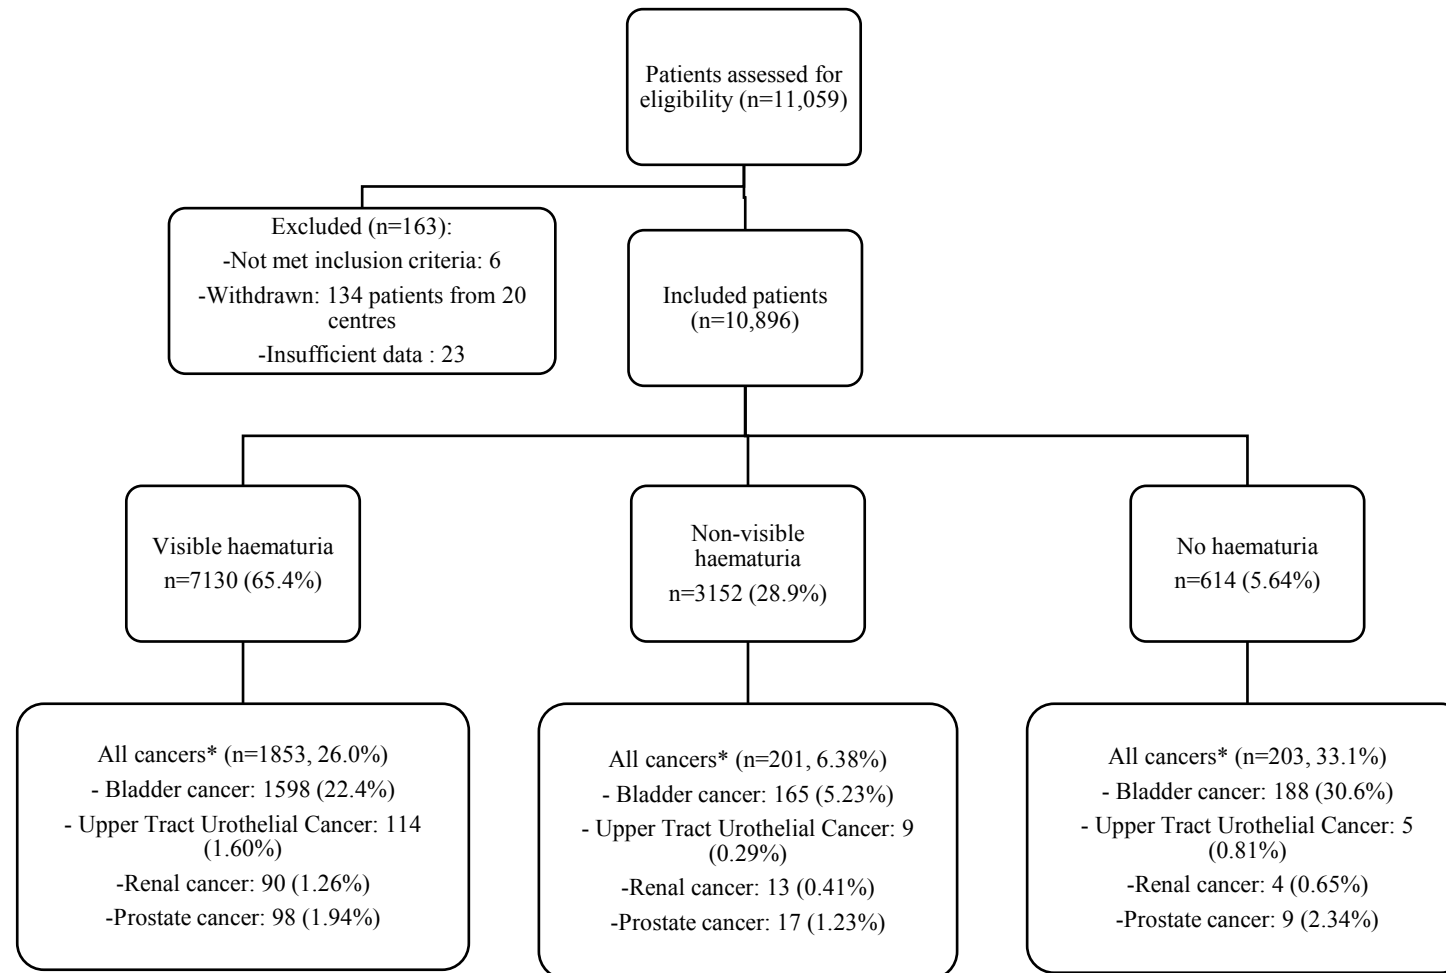 Patients assessed for
eligibility (n=11,059)
Excluded (n=163):
-Not met inclusion criteria: 6
-Withdrawn: 134 patients from 20
centres
-Insufficient data : 23
Included patients
(n=10,896)
Visible haematuria
n=7130 (65.4%)
Non-visible
haematuria
n=3152 (28.9%)
No haematuria
n=614 (5.64%)
All cancers* (n=1853, 26.0%)
- Bladder cancer: 1598 (22.4%)
- Upper Tract Urothelial Cancer: 114
(1.60%)
-Renal cancer: 90 (1.26%)
-Prostate cancer: 98 (1.94%)
All cancers* (n=201, 6.38%)
- Bladder cancer: 165 (5.23%)
- Upper Tract Urothelial Cancer: 9
(0.29%)
-Renal cancer: 13 (0.41%)
-Prostate cancer: 17 (1.23%)
All cancers* (n=203, 33.1%)
- Bladder cancer: 188 (30.6%)
- Upper Tract Urothelial Cancer: 5
(0.81%)
-Renal cancer: 4 (0.65%)
-Prostate cancer: 9 (2.34%)